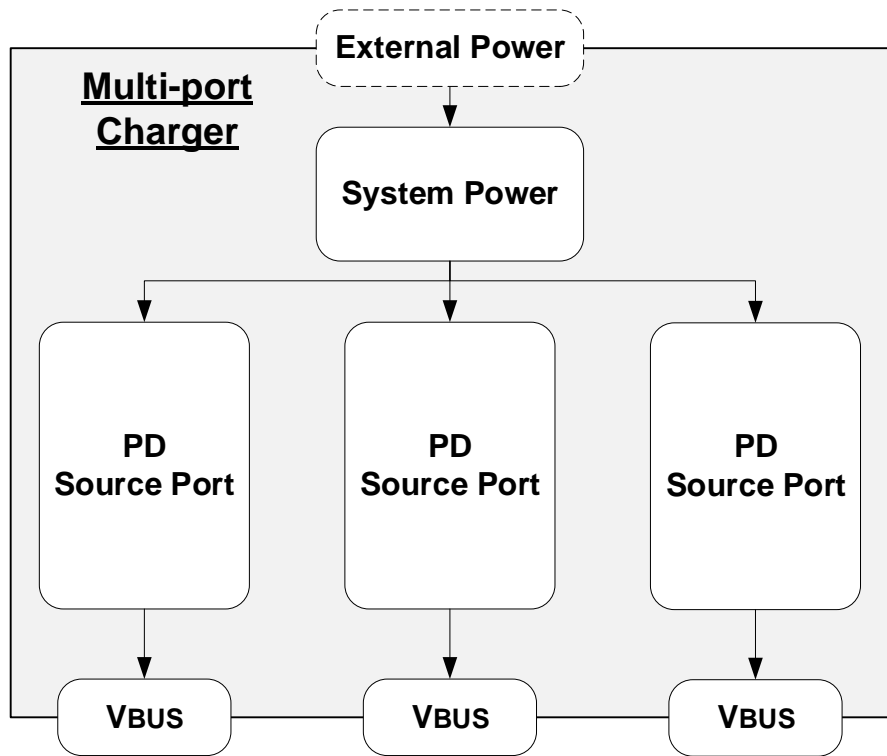 External Power
Multi-port
Charger
System Power
PD
Source Port
PD
Source Port
PD
Source Port
VBUS
VBUS
VBUS